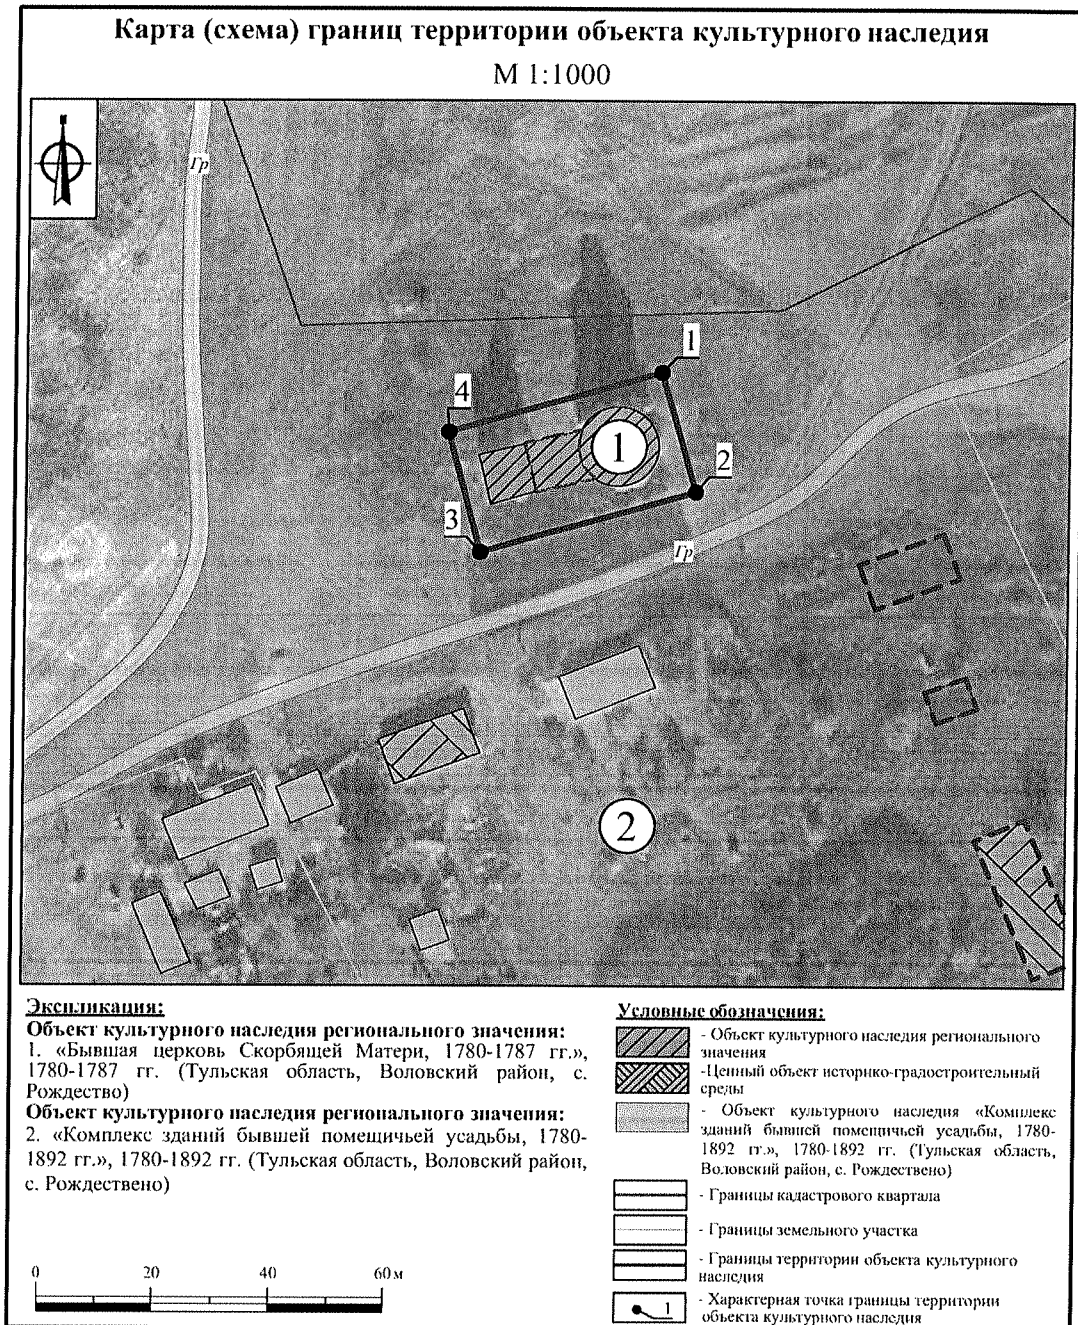 Карта (схема) границ территории объекта культурного наследия
М 1:1000
Гр
1
4
1
2
3
Гр
2
Экспликация:
Объект культурного наследия регионального значения:
1. «Бывшая церковь Скорбящей Матери, 1780-1787 гг.»,
1780-1787 гг. (Тульская область, Воловский район, с.
Рождество)
Объект культурного наследия регионального значения:
2. «Комплекс зданий бывшей помещичьей усадьбы, 1780-
1892 гг.», 1780-1892 гг. (Тульская область, Воловский район,
с. Рождествено)
0 20 40 60 м
Условные обозначения:
- Объект культурного наследия регионального
значения
-Ценный объект историко-градостроительный
среды
- Объект культурного наследия «Комплекс
зданий бывшей помещичьей усадьбы, 1780-
1892 гг.», 1780-1892 гг. (Тульская область,
Воловский район, с. Рождествено)
- Границы кадастрового квартала
- Границы земельного участка
- Границы территории объекта культурного
наследия
1
- Характерная точка границы территории
объекта культурного наследия